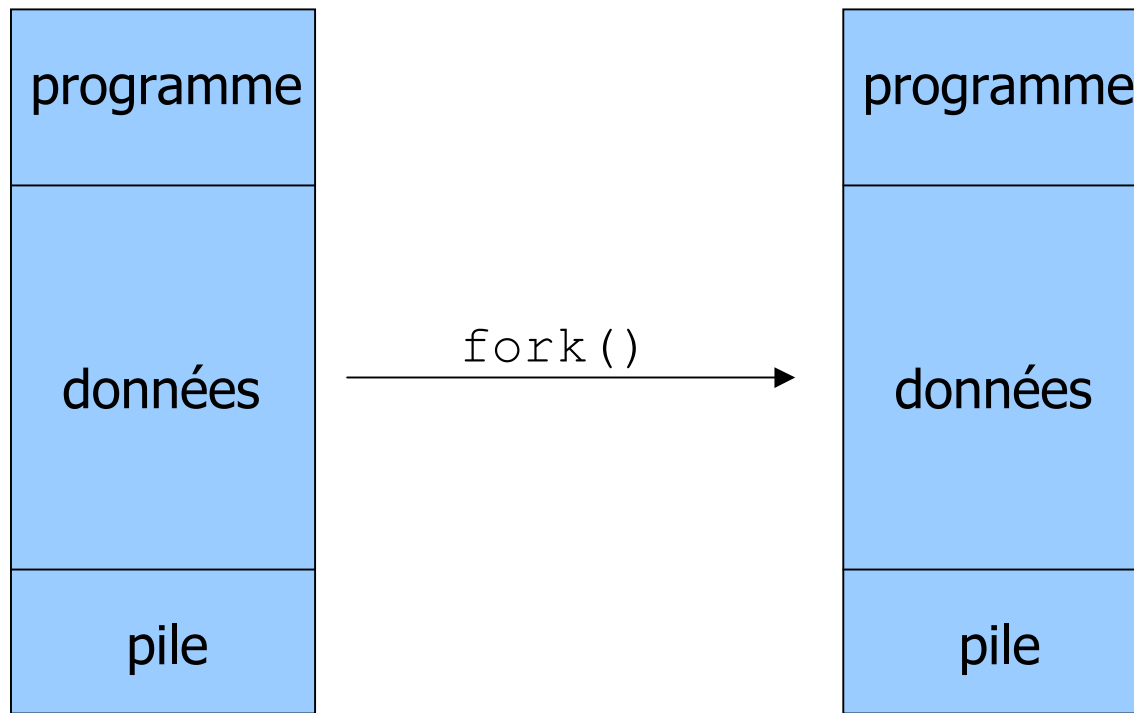 programme
programme
fork()
données
données
pile
pile